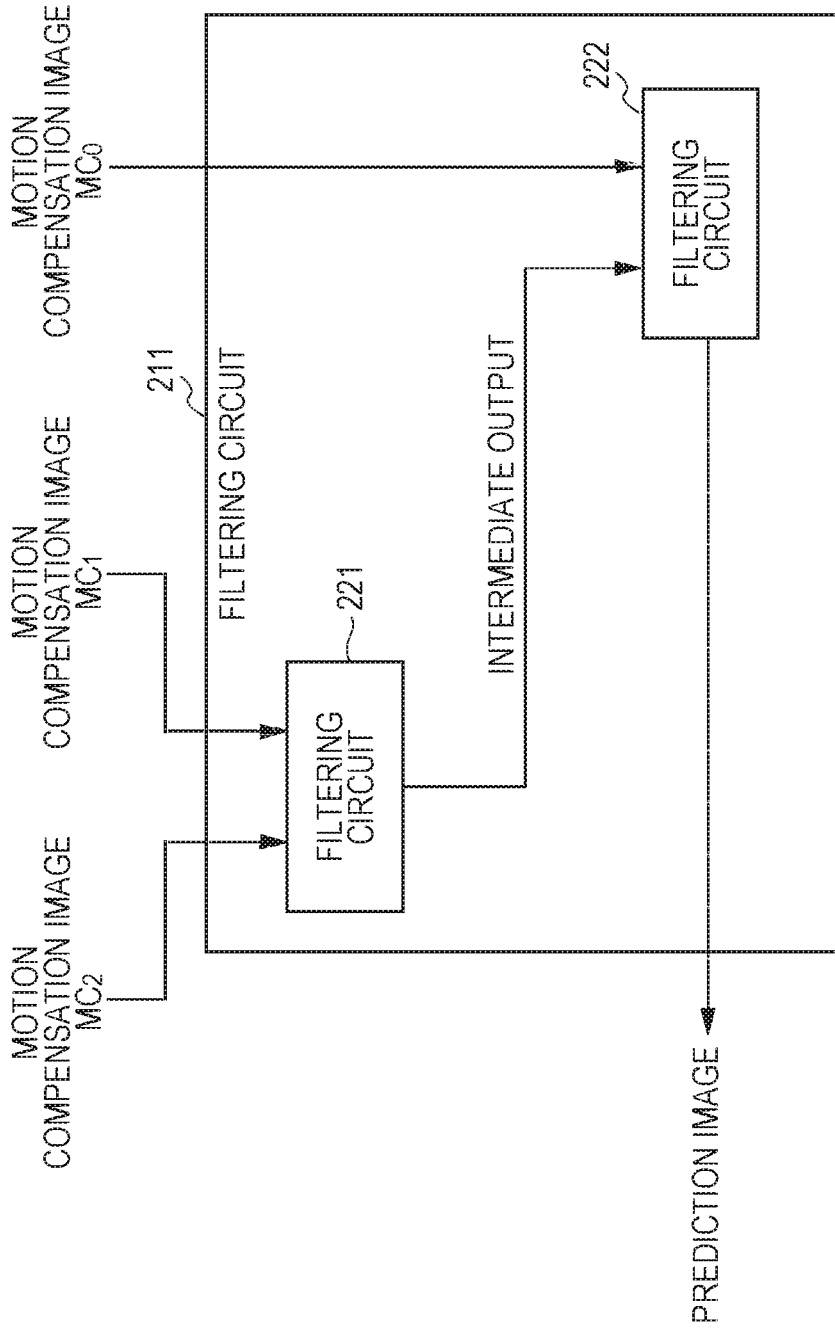 MOTION
COMPENSATION IMAGE
MC2
MOTION
COMPENSATION IMAGE
MC1
MOTION
COMPENSATION IMAGE
MC0
211
FILTERING CIRCUIT
221
FILTERING
CIRCUIT
INTERMEDIATE OUTPUT
222
FILTERING
CIRCUIT
PREDICTION IMAGE